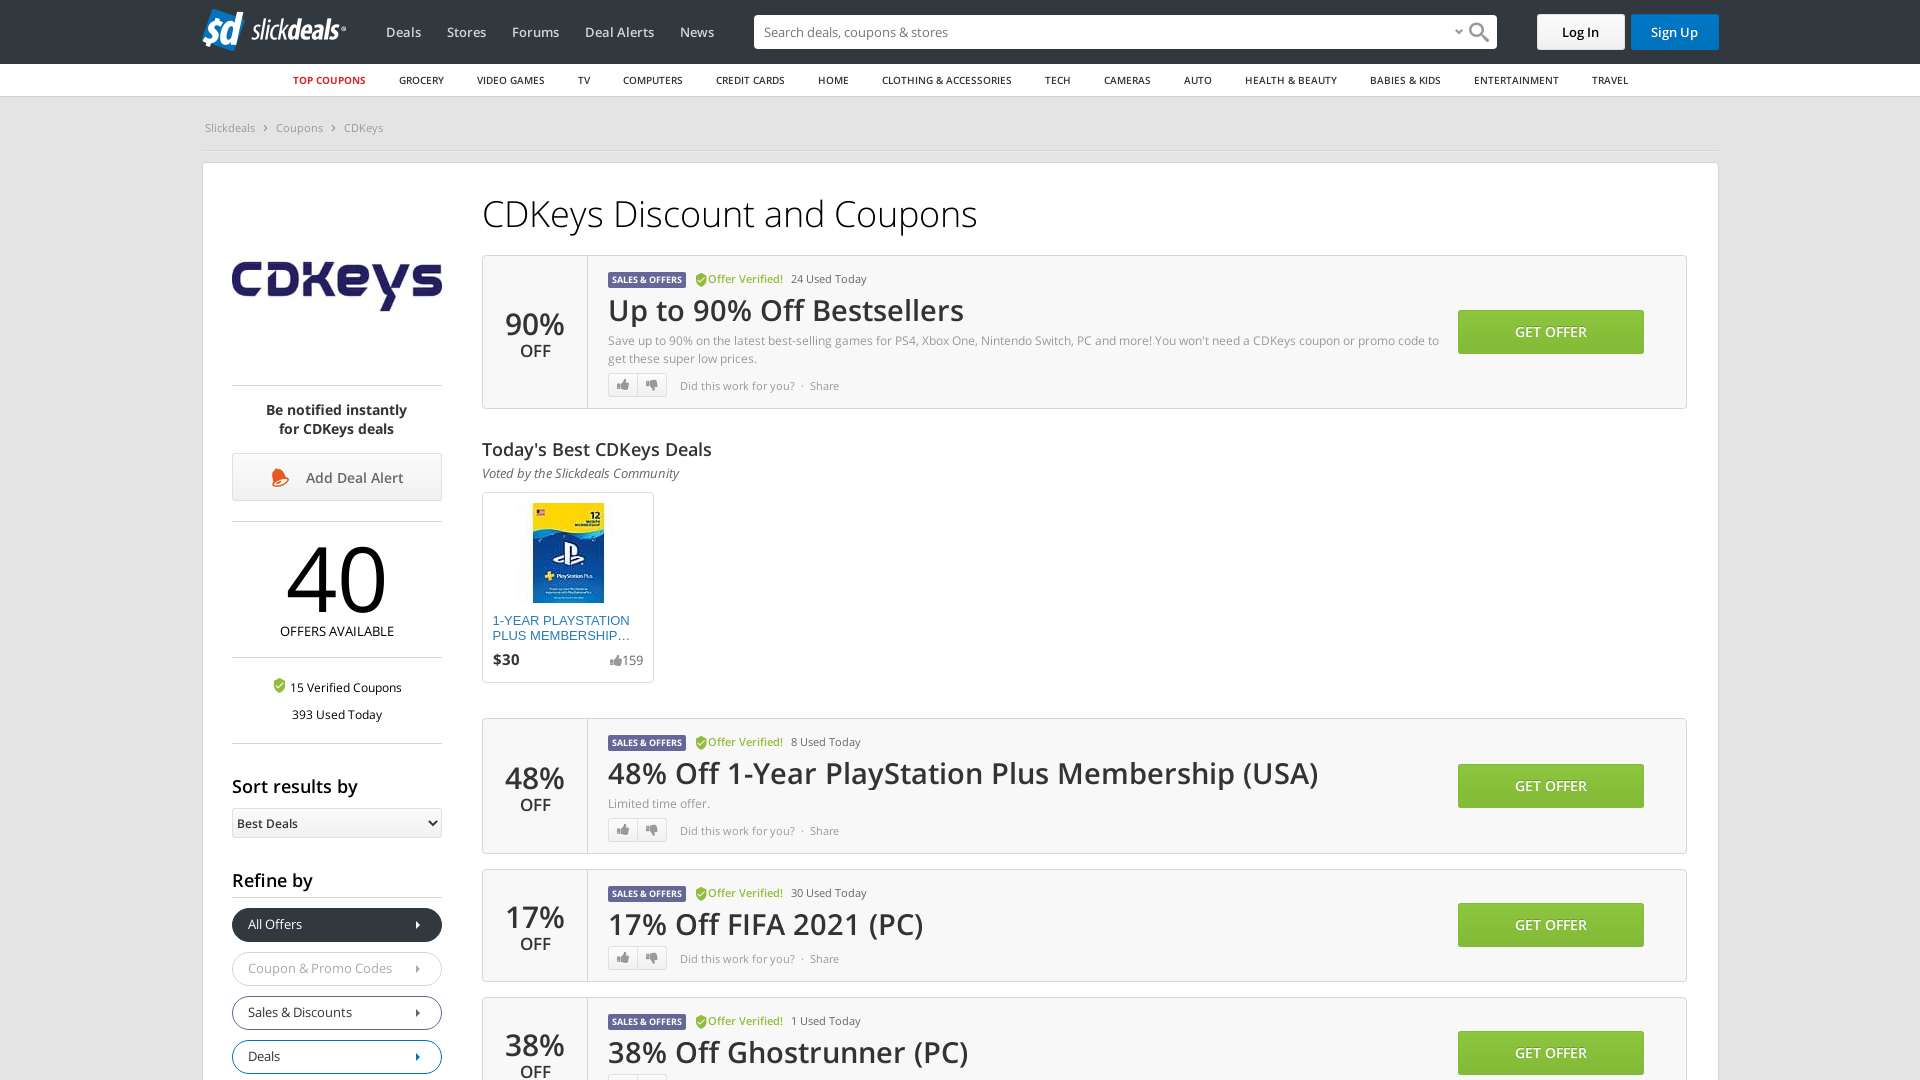 slickdeals
Deals
Stores
Forums
Deal Alerts
News
Search deals, coupons & stores
Log In
Sign Up
TOP COUPONS
GROCERY
VIDEO GAMES
TV
COMPUTERS
CREDIT CARDS
HOME
CLOTHING & ACCESSORIES
TECH
CAMERAS
AUTO
HEALTH & BEAUTY
BABIES & KIDS
ENTERTAINMENT
TRAVEL
Slickdeals
Coupons
CDKeys
CDKeys
Be notified instantly
for CDKeys deals
Add Deal Alert
40
OFFERS AVAILABLE
15 Verified Coupons
393 Used Today
Sort results by
Best Deals
Refine by
All Offers
Coupon & Promo Codes
Sales & Discounts
Deals
CDKeys Discount and Coupons
90%
OFF
SALES & OFFERS Offer Verified! 24 Used Today
Up to 90% Off Bestsellers
Save up to 90% on the latest best-selling games for PS4, Xbox One, Nintendo Switch, PC and more! You won't need a CDKeys coupon or promo code to
get these super low prices.
Did this work for you? · Share
GET OFFER
Today's Best CDKeys Deals
Voted by the Slickdeals Community
12
PlayStation Plus
1-YEAR PLAYSTATION
PLUS MEMBERSHIP…
$30
159
48%
OFF
SALES & OFFERS Offer Verified! 8 Used Today
48% Off 1-Year PlayStation Plus Membership (USA)
Limited time offer.
Did this work for you? · Share
GET OFFER
17%
OFF
SALES & OFFERS Offer Verified! 30 Used Today
17% Off FIFA 2021 (PC)
Did this work for you? · Share
GET OFFER
38%
OFF
SALES & OFFERS Offer Verified! 1 Used Today
38% Off Ghostrunner (PC)
GET OFFER